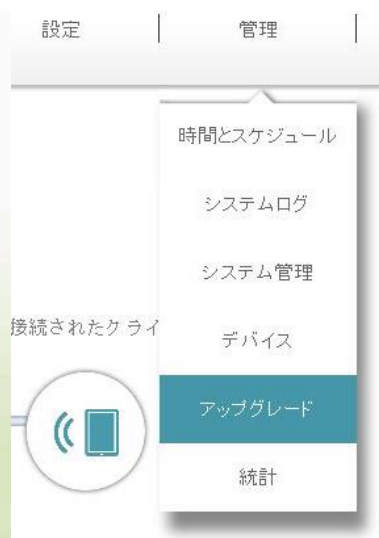 設定
管理
時間とスケジュール
システムログ
システム管理
接続されたクライ
デバイス
アップグレード
統計